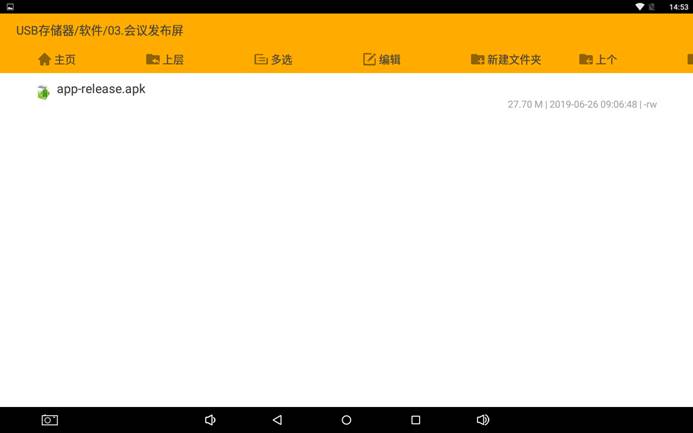 14:53
USB存储器/软件/03.会议发布屏
主页 上层 多选 编辑 新建文件夹 上个
app-release.apk
27.70 M | 2019-06-26 09:06:48 | -rw